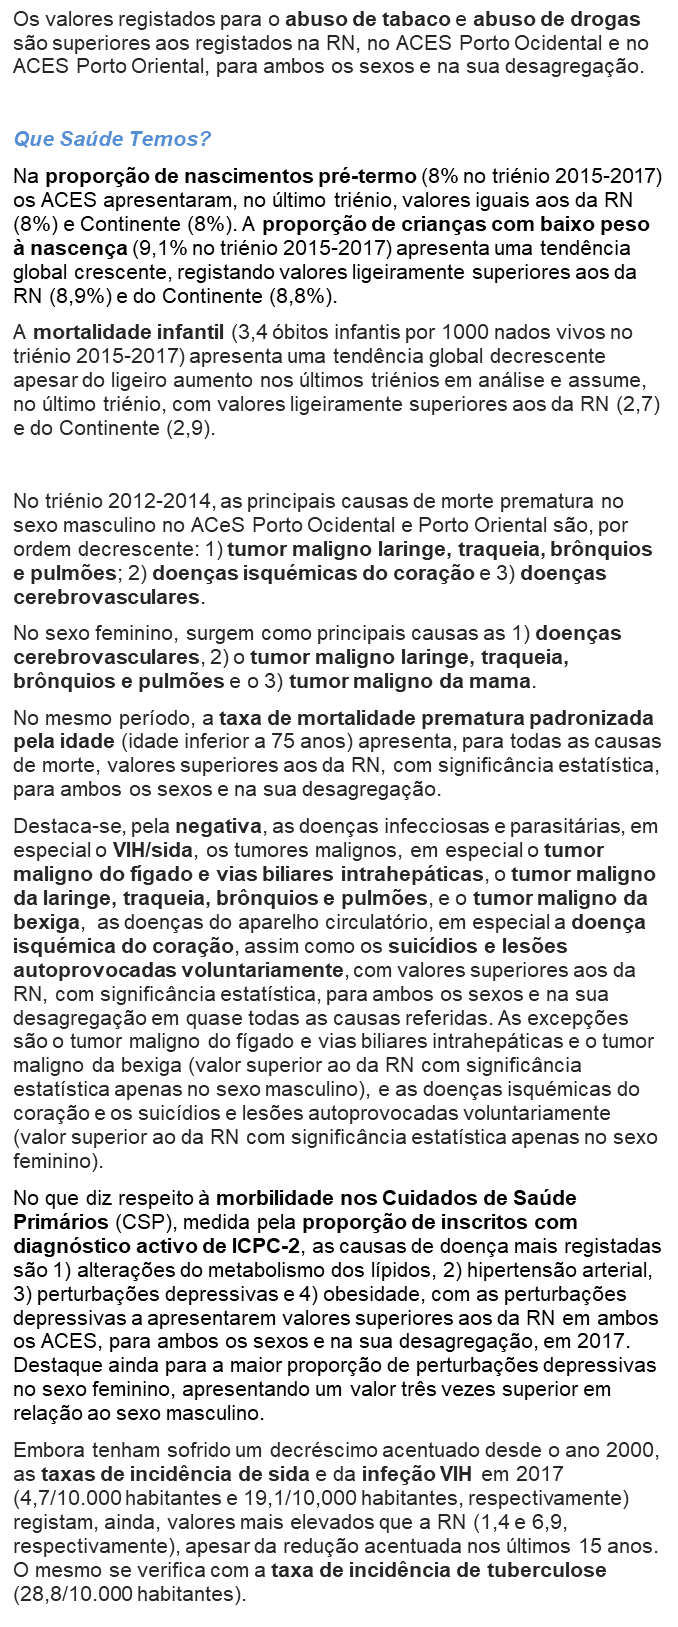 Os valores registados para o abuso de tabaco e abuso de drogas
são superiores aos registados na RN, no ACES Porto Ocidental e no
ACES Porto Oriental, para ambos os sexos e na sua desagregação.
Que Saúde Temos?
Na proporção de nascimentos pré-termo (8% no triénio 2015-2017)
os ACES apresentaram, no último triénio, valores iguais aos da RN
(8%) e Continente (8%). A proporção de crianças com baixo peso
à nascença (9,1% no triénio 2015-2017) apresenta uma tendência
global crescente, registando valores ligeiramente superiores aos da
RN (8,9%) e do Continente (8,8%).
A mortalidade infantil (3,4 óbitos infantis por 1000 nados vivos no
triénio 2015-2017) apresenta uma tendência global decrescente
apesar do ligeiro aumento nos últimos triénios em análise e assume,
no último triénio, com valores ligeiramente superiores aos da RN (2,7)
e do Continente (2,9).
No triénio 2012-2014, as principais causas de morte prematura no
sexo masculino no ACeS Porto Ocidental e Porto Oriental são, por
ordem decrescente: 1) tumor maligno laringe, traqueia, brônquios
e pulmões; 2) doenças isquémicas do coração e 3) doenças
cerebrovasculares.
No sexo feminino, surgem como principais causas as 1) doenças
cerebrovasculares, 2) o tumor maligno laringe, traqueia,
brônquios e pulmões e o 3) tumor maligno da mama.
No mesmo período, a taxa de mortalidade prematura padronizada
pela idade (idade inferior a 75 anos) apresenta, para todas as causas
de morte, valores superiores aos da RN, com significância estatística,
para ambos os sexos e na sua desagregação.
Destaca-se, pela negativa, as doenças infecciosas e parasitárias, em
especial o VIH/sida, os tumores malignos, em especial o tumor
maligno do fígado e vias biliares intrahepáticas, o tumor maligno
da laringe, traqueia, brônquios e pulmões, e o tumor maligno da
bexiga, as doenças do aparelho circulatório, em especial a doença
isquémica do coração, assim como os suicídios e lesões
autoprovocadas voluntariamente, com valores superiores aos da
RN, com significância estatística, para ambos os sexos e na sua
desagregação em quase todas as causas referidas. As excepções
são o tumor maligno do fígado e vias biliares intrahepáticas e o tumor
maligno da bexiga (valor superior ao da RN com significância
estatística apenas no sexo masculino), e as doenças isquémicas do
coração e os suicídios e lesões autoprovocadas voluntariamente
(valor superior ao da RN com significância estatística apenas no sexo
feminino).
No que diz respeito à morbilidade nos Cuidados de Saúde
Primários (CSP), medida pela proporção de inscritos com
diagnóstico activo de ICPC-2, as causas de doença mais registadas
são 1) alterações do metabolismo dos lípidos, 2) hipertensão arterial,
3) perturbações depressivas e 4) obesidade, com as perturbações
depressivas a apresentarem valores superiores aos da RN em ambos
os ACES, para ambos os sexos e na sua desagregação, em 2017.
Destaque ainda para a maior proporção de perturbações depressivas
no sexo feminino, apresentando um valor três vezes superior em
relação ao sexo masculino.
Embora tenham sofrido um decréscimo acentuado desde o ano 2000,
as taxas de incidência de sida e da infeção VIH em 2017
(4,7/10.000 habitantes e 19,1/10,000 habitantes, respectivamente)
registam, ainda, valores mais elevados que a RN (1,4 e 6,9,
respectivamente), apesar da redução acentuada nos últimos 15 anos.
O mesmo se verifica com a taxa de incidência de tuberculose
(28,8/10.000 habitantes).